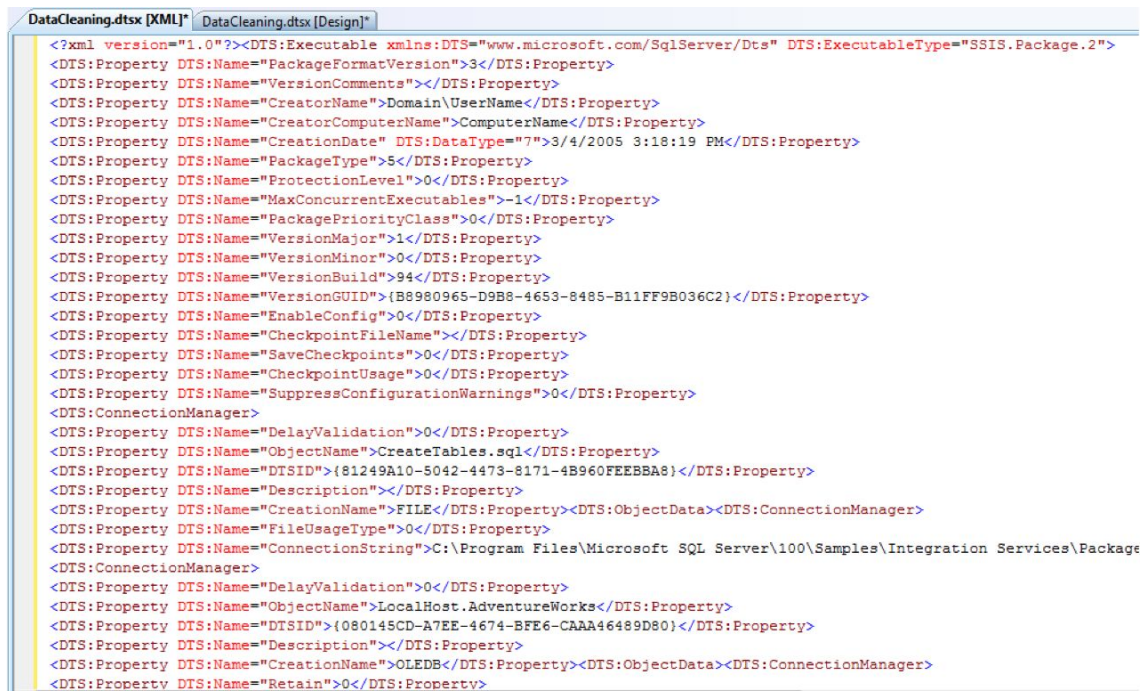 DataCleaning.dtsx [XML]* DataCleaning.dtsx [Design]*
<?xml version="1.0"?><DTS:Executable xmlns:DTS="www.microsoft.com/SqlServer/Dts" DTS:ExecutableType="SSIS.Package.2">
<DTS:Property DTS:Name="PackageFormatVersion">3</DTS:Property>
<DTS:Property DTS:Name="VersionComments"></DTS:Property>
<DTS:Property DTS:Name="CreatorName">Domain\UserName</DTS:Property>
<DTS:Property DTS:Name="CreatorComputerName">ComputerName</DTS:Property>
<DTS:Property DTS:Name="CreationDate" DTS:DataType="7">3/4/2005 3:18:19 PM</DTS:Property>
<DTS:Property DTS:Name="PackageType">5</DTS:Property>
<DTS:Property DTS:Name="ProtectionLevel">0</DTS:Property>
<DTS:Property DTS:Name="MaxConcurrentExecutables">-1</DTS:Property>
<DTS:Property DTS:Name="PackagePriorityClass">0</DTS:Property>
<DTS:Property DTS:Name="VersionMajor">1</DTS:Property>
<DTS:Property DTS:Name="VersionMinor">0</DTS:Property>
<DTS:Property DTS:Name="VersionBuild">94</DTS:Property>
<DTS:Property DTS:Name="VersionGUID">{B8980965-D9B8-4653-8485-B11FF9B036C2}</DTS:Property>
<DTS:Property DTS:Name="EnableConfig">0</DTS:Property>
<DTS:Property DTS:Name="CheckpointFileName"></DTS:Property>
<DTS:Property DTS:Name="SaveCheckpoints">0</DTS:Property>
<DTS:Property DTS:Name="CheckpointUsage">0</DTS:Property>
<DTS:Property DTS:Name="SuppressConfigurationWarnings">0</DTS:Property>
<DTS:ConnectionManager>
<DTS:Property DTS:Name="DelayValidation">0</DTS:Property>
<DTS:Property DTS:Name="ObjectName">CreateTables.sql</DTS:Property>
<DTS:Property DTS:Name="DTSID">{81249A10-5042-4473-8171-4B960FEEBBA8}</DTS:Property>
<DTS:Property DTS:Name="Description"></DTS:Property>
<DTS:Property DTS:Name="CreationName">FILE</DTS:Property><DTS:ObjectData><DTS:ConnectionManager>
<DTS:Property DTS:Name="FileUsageType">0</DTS:Property>
<DTS:Property DTS:Name="ConnectionString">C:\Program Files\Microsoft SQL Server\100\Samples\Integration Services\Package
<DTS:ConnectionManager>
<DTS:Property DTS:Name="DelayValidation">0</DTS:Property>
<DTS:Property DTS:Name="ObjectName">LocalHost.AdventureWorks</DTS:Property>
<DTS:Property DTS:Name="DTSID">{080145CD-A7EE-4674-BFE6-CAAA46489D80}</DTS:Property>
<DTS:Property DTS:Name="Description"></DTS:Property>
<DTS:Property DTS:Name="CreationName">OLEDB</DTS:Property><DTS:ObjectData><DTS:ConnectionManager>
<DTS:Property DTS:Name="Retain">0</DTS:Property>